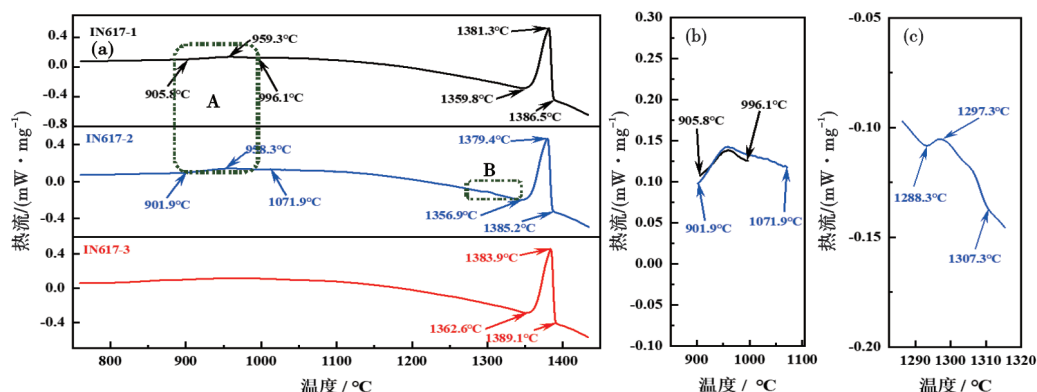 IN617-1
(a)
0.4
0.0
-0.4
-0.8
905.8°C
959.3°C
A
996.1°C
1381.3°C
1359.8°C
1386.5°C
IN617-2
0.4
0.0
-0.4
901.9°C
1071.9°C
1379.4°C
B
1356.9°C
1385.2°C
IN617-3
0.4
0.0
-0.4
1383.9°C
1362.6°C
1389.1°C
热流/(mW·mg⁻¹)
800 900 1000 1100 1200 1300 1400
温度 / °C
(b)
0.30
0.25
0.20
0.15
0.10
0.05
0.00
-0.05
-0.10
905.8°C
996.1°C
901.9°C
1071.9°C
热流/(mW·mg⁻¹)
900 1000 1100
温度 / °C
(c)
-0.05
-0.10
-0.15
-0.20
1297.3°C
1288.3°C
1307.3°C
热流/(mW·mg⁻¹)
1290 1300 1310 1320
温度 / °C